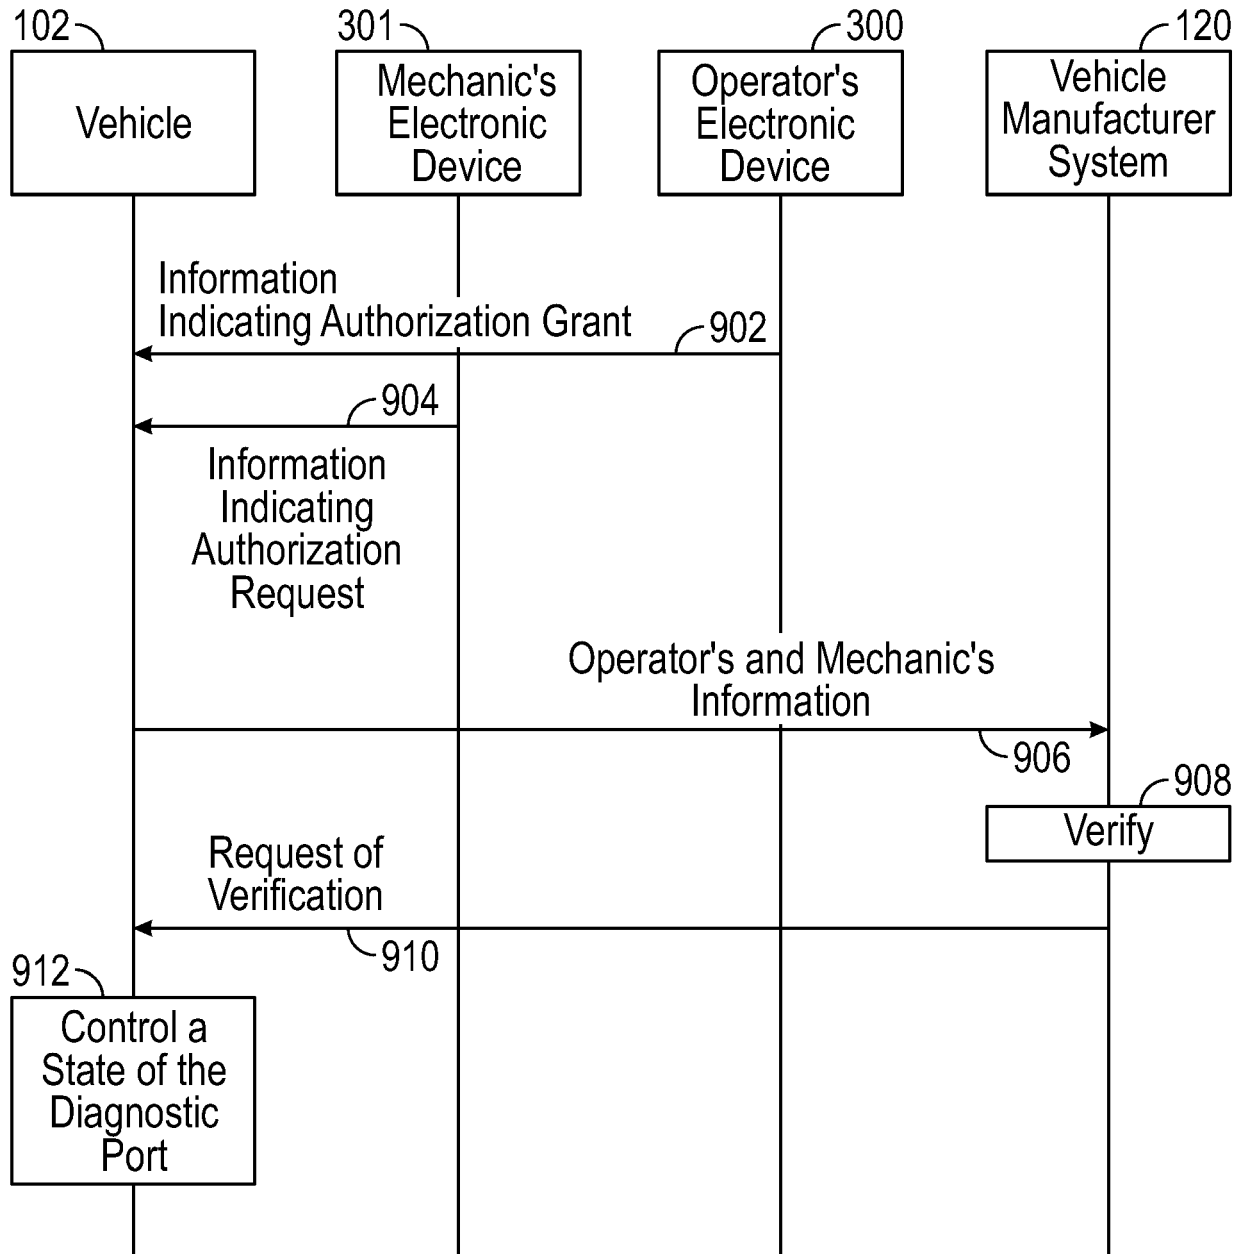 102
301
300
120
Vehicle
Mechanic's
Electronic
Device
Operator's
Electronic
Device
Vehicle
Manufacturer
System
Information
Indicating Authorization Grant
902
904
Information
Indicating
Authorization
Request
Operator's and Mechanic's
Information
906
908
Verify
Request of
Verification
910
912
Control a
State of the
Diagnostic
Port